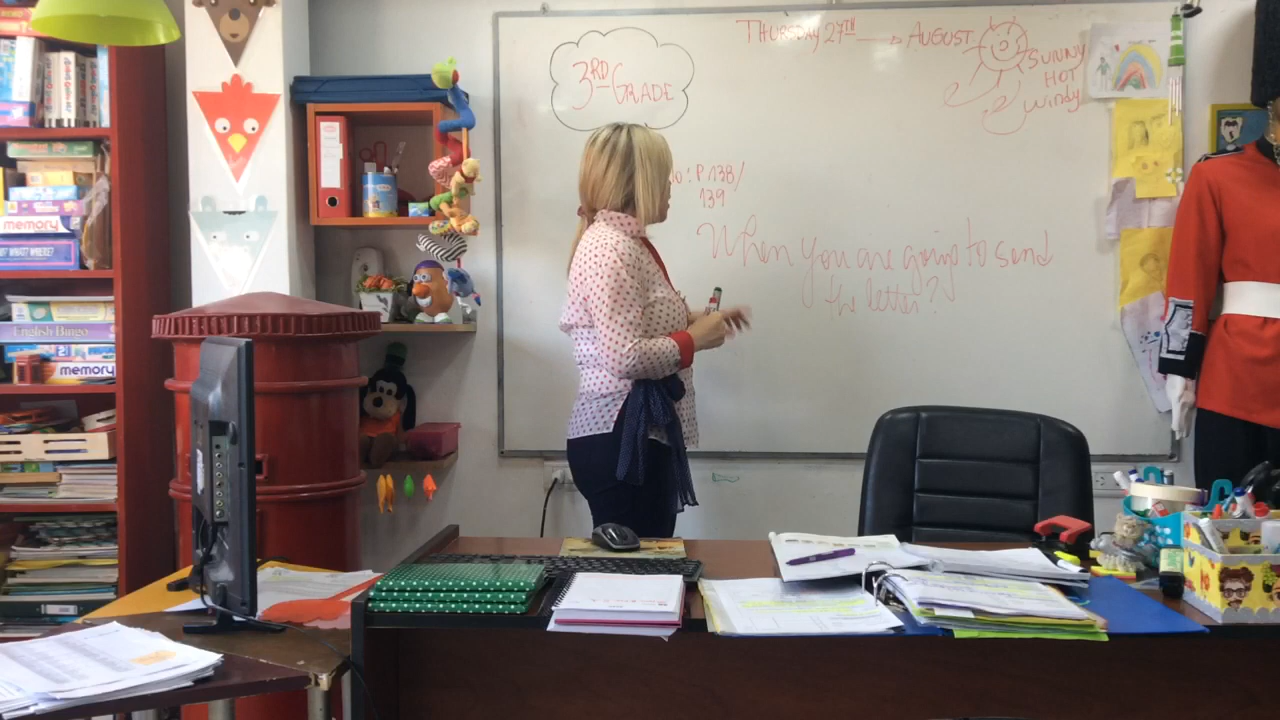 3RD GRADE
THURSDAY 27TH → AUGUST
SUNNY
HOT
windy
P. 138/
139
When you are going to send
the letter?
memory
English Bingo
memory